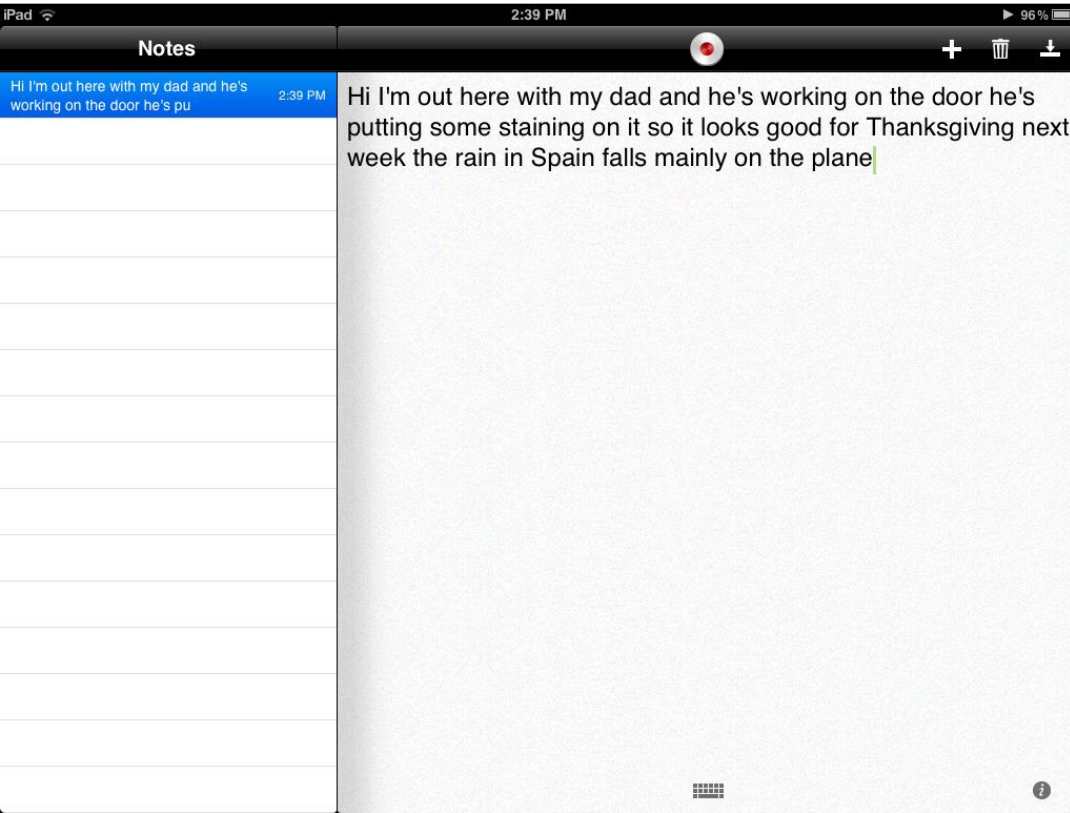 iPad 2:39 PM 96%
Notes
Hi I'm out here with my dad and he's
working on the door he's pu
2:39 PM
Hi I'm out here with my dad and he's working on the door he's
putting some staining on it so it looks good for Thanksgiving next
week the rain in Spain falls mainly on the plane